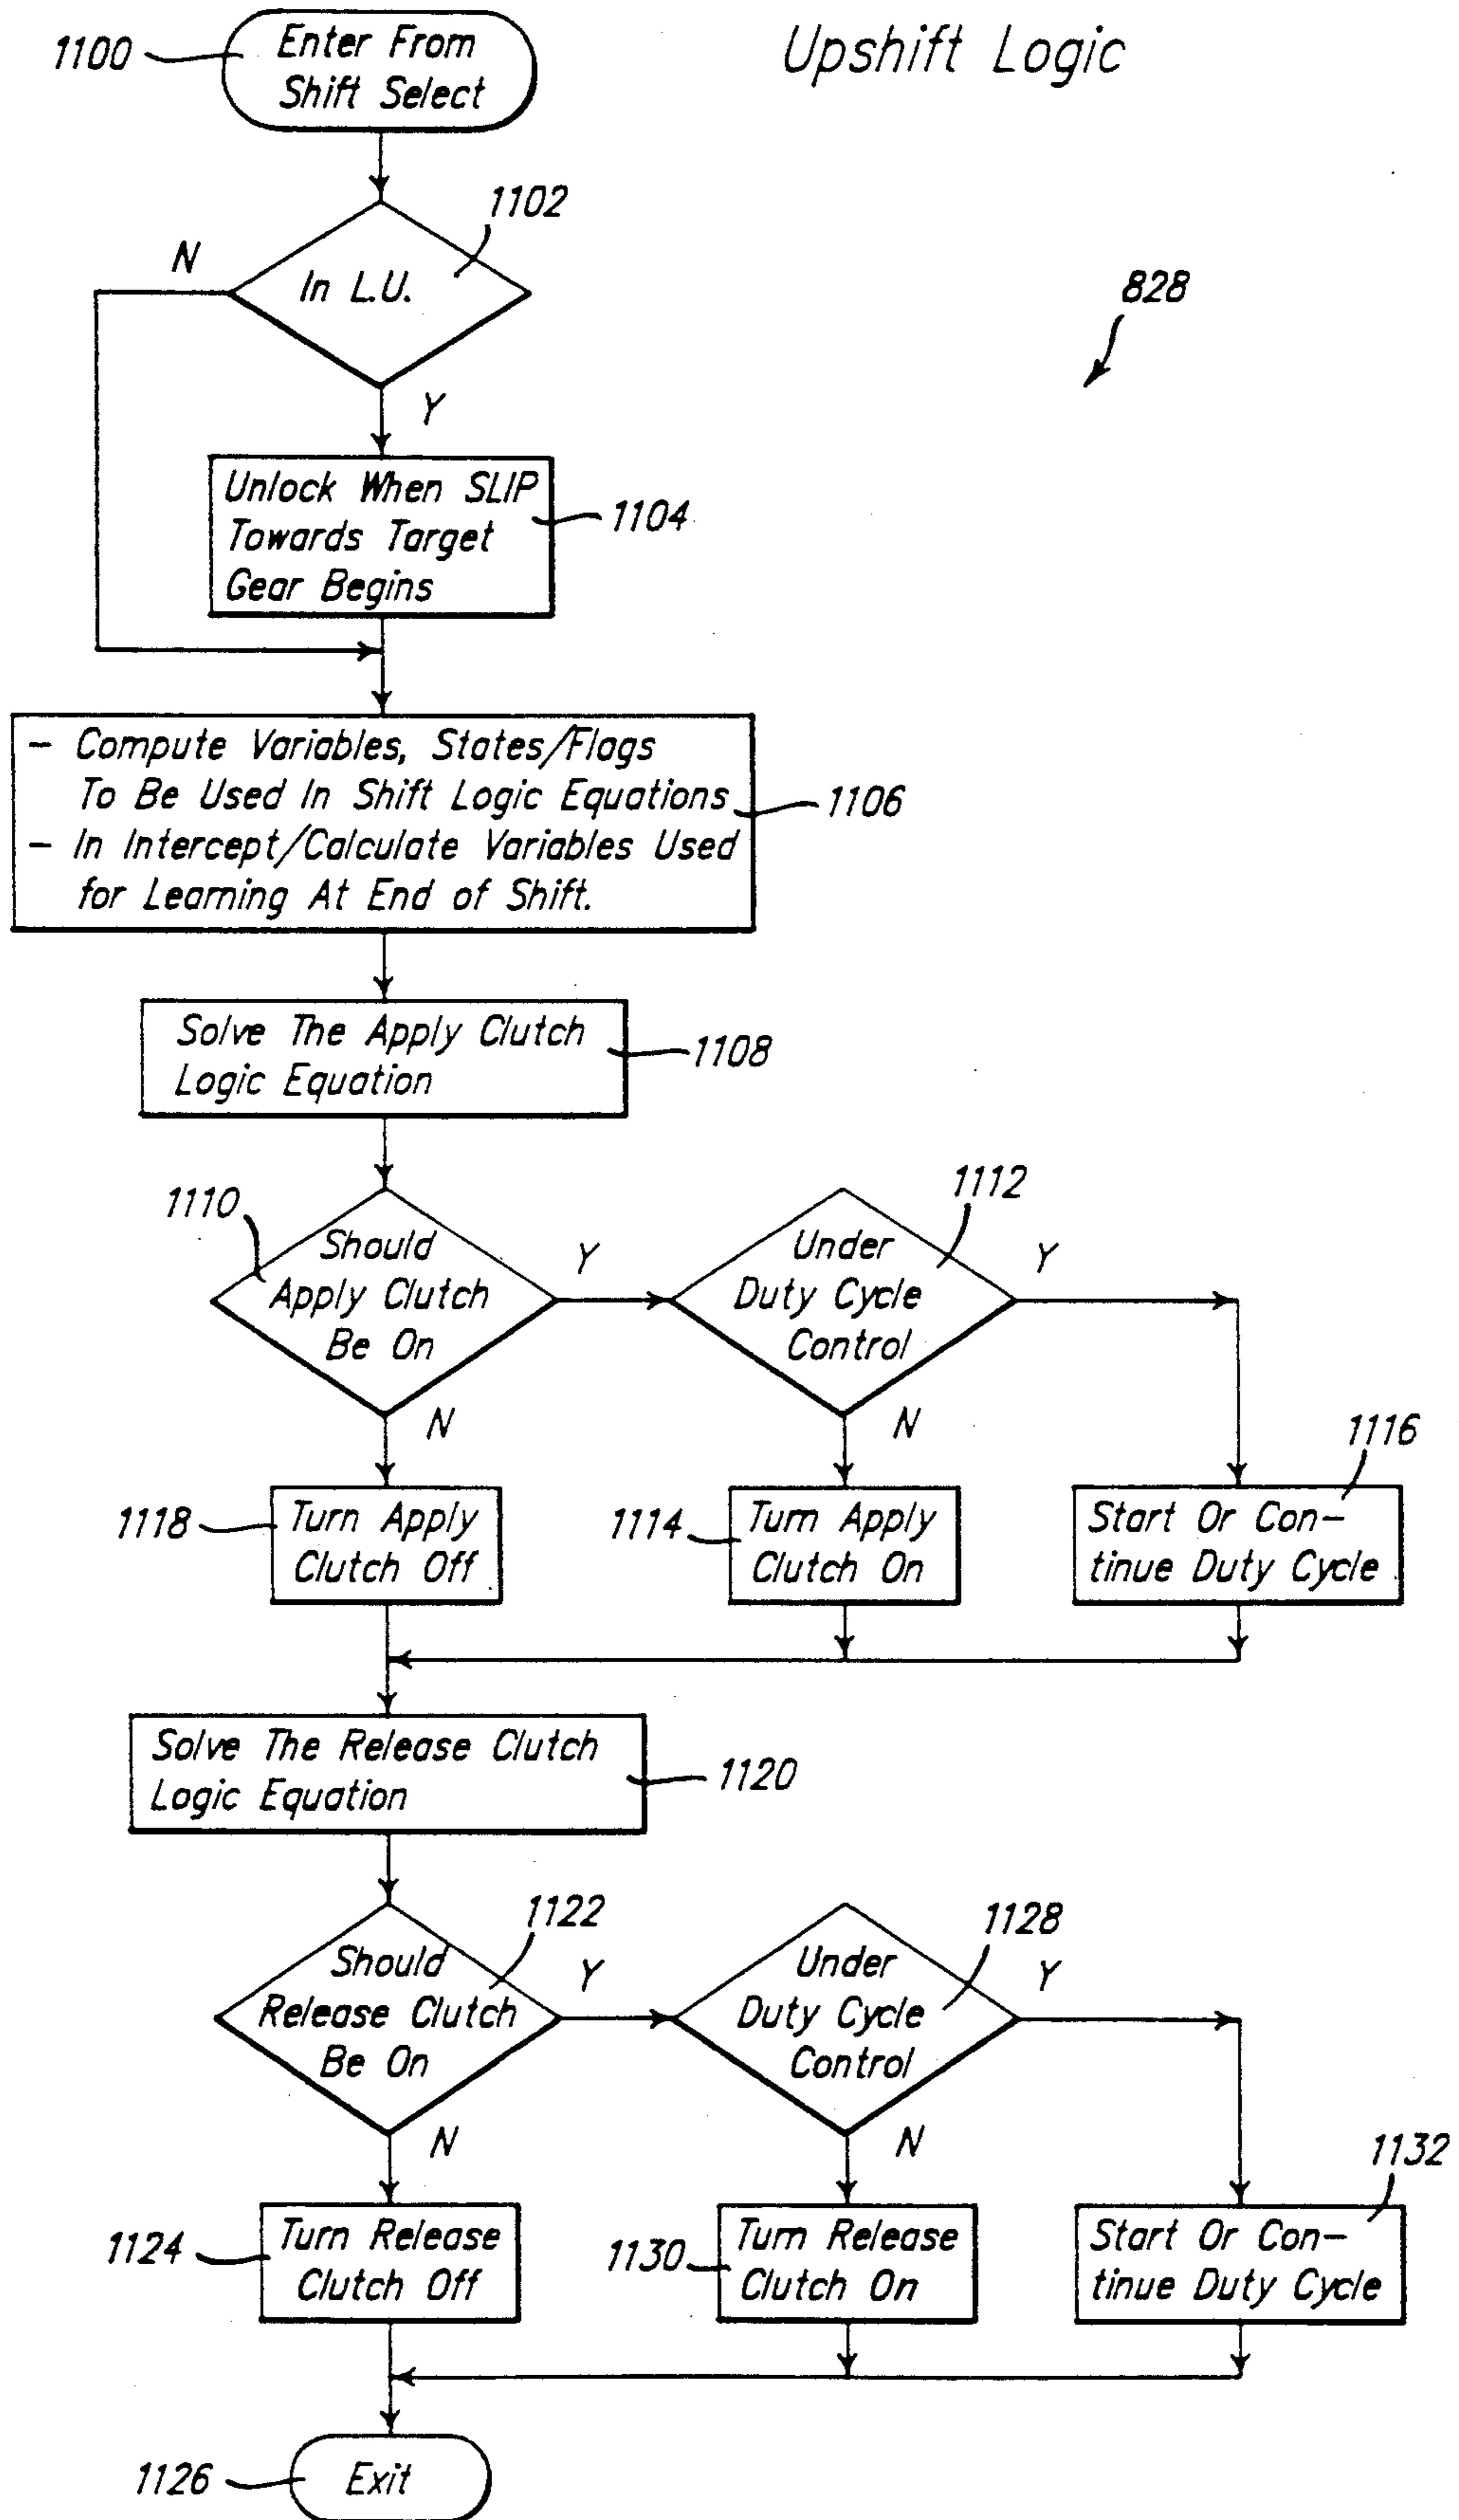 Upshift Logic
1100
Enter From
Shift Select
1102
N
In L.U.
828
Y
Unlock When SLIP
Towards Target
Gear Begins
1104
- Compute Variables, States/Flags
To Be Used In Shift Logic Equations
- In Intercept/Calculate Variables Used
for Learning At End of Shift.
1106
Solve The Apply Clutch
Logic Equation
1108
1110
Should
Apply Clutch
Be On
Y
N
1112
Under
Duty Cycle
Control
Y
N
1118
Turn Apply
Clutch Off
1114
Turn Apply
Clutch On
1116
Start Or Con-
tinue Duty Cycle
Solve The Release Clutch
Logic Equation
1120
1122
Should
Release Clutch
Be On
Y
N
1128
Under
Duty Cycle
Control
Y
N
1124
Turn Release
Clutch Off
1130
Turn Release
Clutch On
1132
Start Or Con-
tinue Duty Cycle
1126
Exit